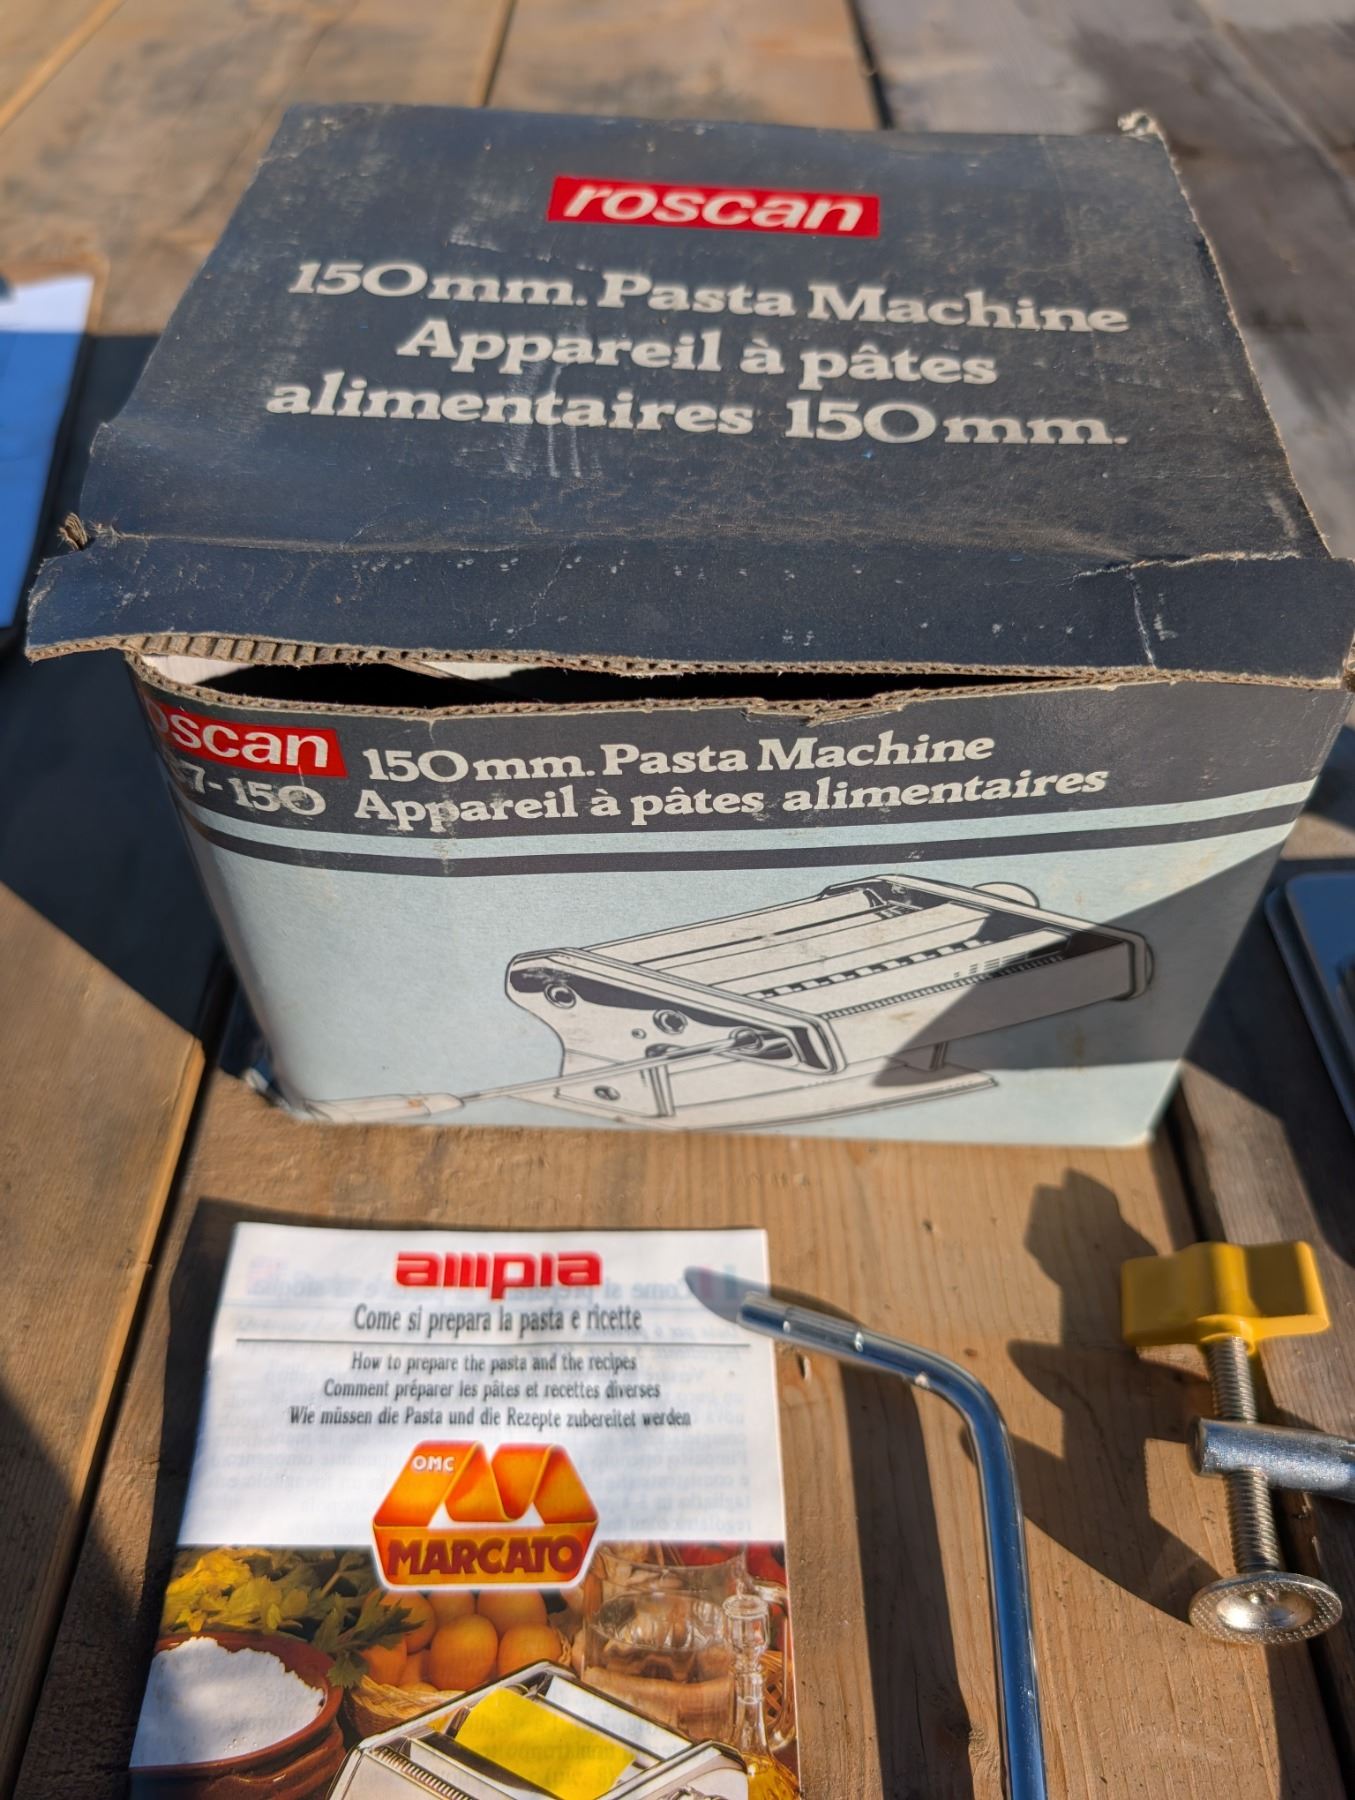 roscan
150mm. Pasta Machine
Appareil à pâtes
alimentaires 150mm.
oscan
7-150
150mm. Pasta Machine
Appareil à pâtes alimentaires
ampia
Come si prepara la pasta e ricette
How to prepare the pasta and the recipes
Comment préparer les pâtes et recettes diverses
Wie müssen die Pasta und die Rezepte zubereitet werden
OMC
MARCATO